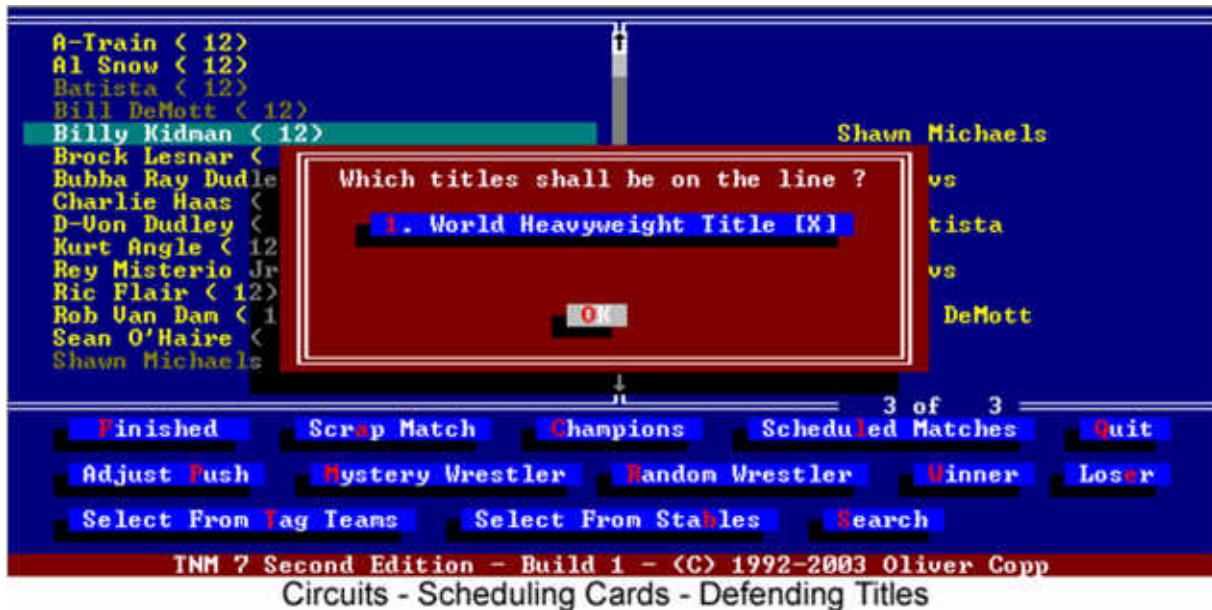 A-Train ( 12)
Al Snow ( 12)
Batista ( 12)
Bill DeMott ( 12)
Billy Kidman ( 12)
Shawn Michaels
Brock Lesnar (
Bubba Ray Dudle
vs
Charlie Haas (
D-Von Dudley (
tista
Kurt Angle ( 12
Rey Misterio Jr
vs
Ric Flair ( 12)
Rob Van Dam ( 1
DeMott
Sean O'Haire (
Shawn Michaels
Which titles shall be on the line ?
1. World Heavyweight Title [X]
OK
3 of 3
Finished Scrap Match Champions Scheduled Matches Quit
Adjust Push Mystery Wrestler Random Wrestler Winner Loser
Select From Tag Teams Select From Stables Search
TNM 7 Second Edition - Build 1 - (C) 1992-2003 Oliver Copp
Circuits - Scheduling Cards - Defending Titles